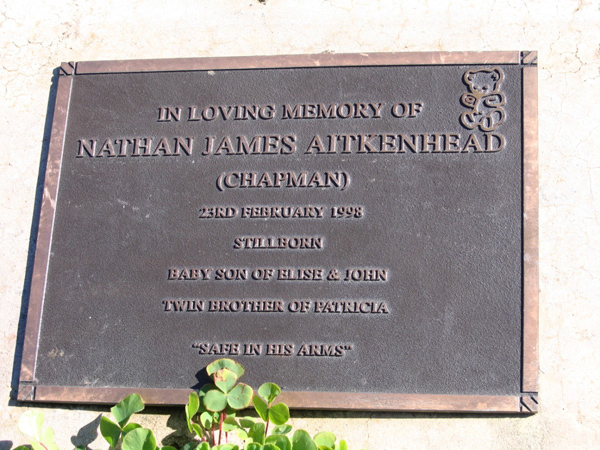 IN LOVING MEMORY OF
NATHAN JAMES AITKENHEAD
(CHAPMAN)
23RD FEBRUARY 1998
STILLBORN
BABY SON OF ELISE & JOHN
TWIN BROTHER OF PATRICIA
"SAFE IN HIS ARMS"